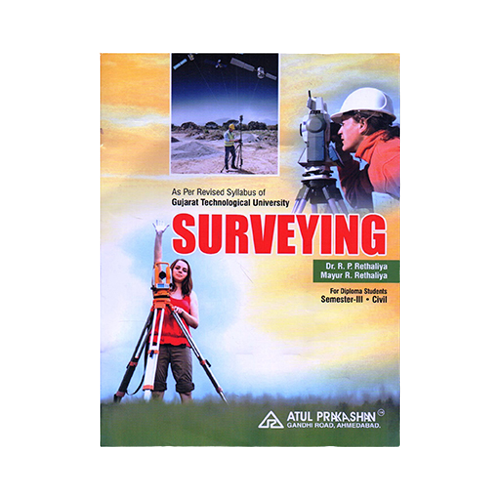 As Per Revised Syllabus of
Gujarat Technological University
SURVEYING
Dr. R. P. Rethaliya
Mayur R. Rethaliya
For Diploma Students
Semester-III • Civil
ATUL PRAKASHAN
GANDHI ROAD, AHMEDABAD.